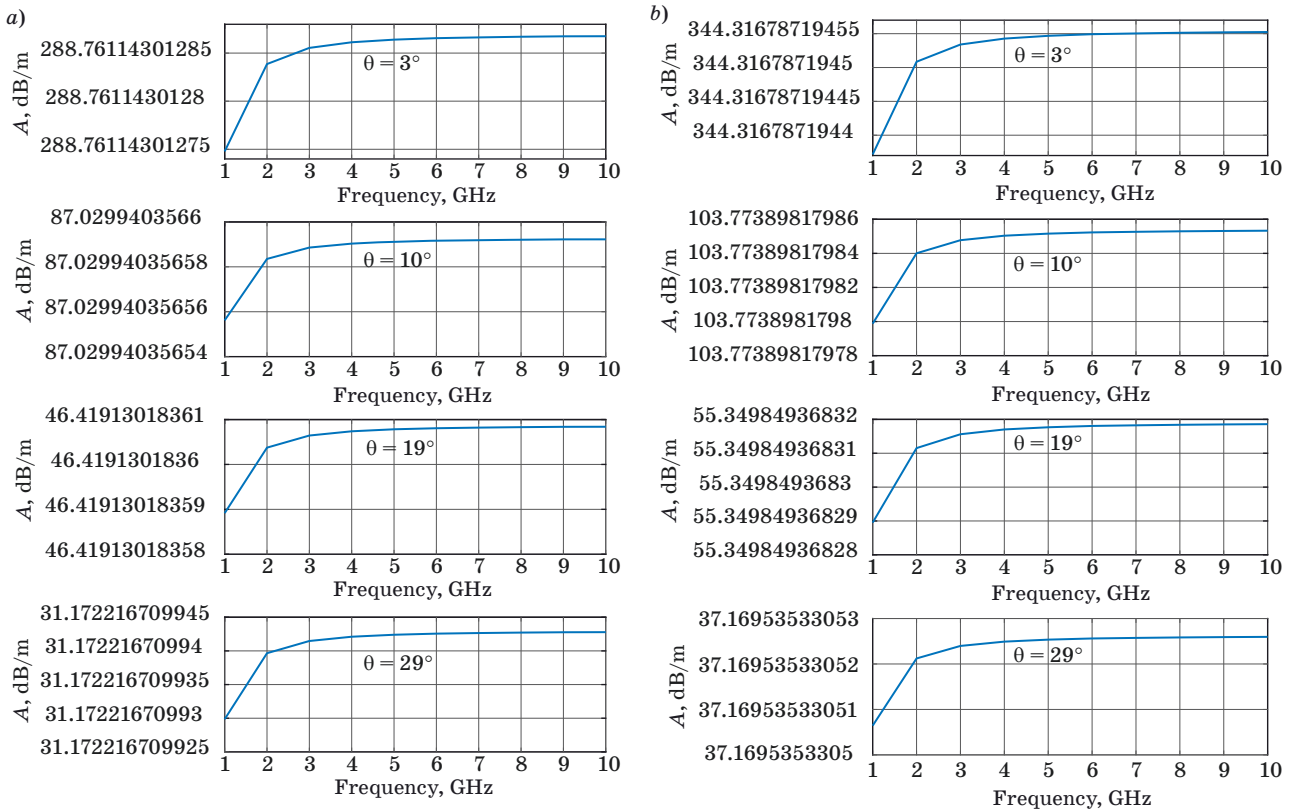 a)
A, dB/m
288.76114301285
288.7611430128
288.76114301275
θ = 3°
1 2 3 4 5 6 7 8 9 10
Frequency, GHz
A, dB/m
87.0299403566
87.02994035658
87.02994035656
87.02994035654
θ = 10°
1 2 3 4 5 6 7 8 9 10
Frequency, GHz
A, dB/m
46.41913018361
46.4191301836
46.41913018359
46.41913018358
θ = 19°
1 2 3 4 5 6 7 8 9 10
Frequency, GHz
A, dB/m
31.172216709945
31.17221670994
31.172216709935
31.17221670993
31.172216709925
θ = 29°
1 2 3 4 5 6 7 8 9 10
Frequency, GHz
b)
A, dB/m
344.31678719455
344.3167871945
344.31678719445
344.3167871944
θ = 3°
1 2 3 4 5 6 7 8 9 10
Frequency, GHz
A, dB/m
103.77389817986
103.77389817984
103.77389817982
103.7738981798
103.77389817978
θ = 10°
1 2 3 4 5 6 7 8 9 10
Frequency, GHz
A, dB/m
55.34984936832
55.34984936831
55.3498493683
55.34984936829
55.34984936828
θ = 19°
1 2 3 4 5 6 7 8 9 10
Frequency, GHz
A, dB/m
37.16953533053
37.16953533052
37.16953533051
37.1695353305
θ = 29°
1 2 3 4 5 6 7 8 9 10
Frequency, GHz